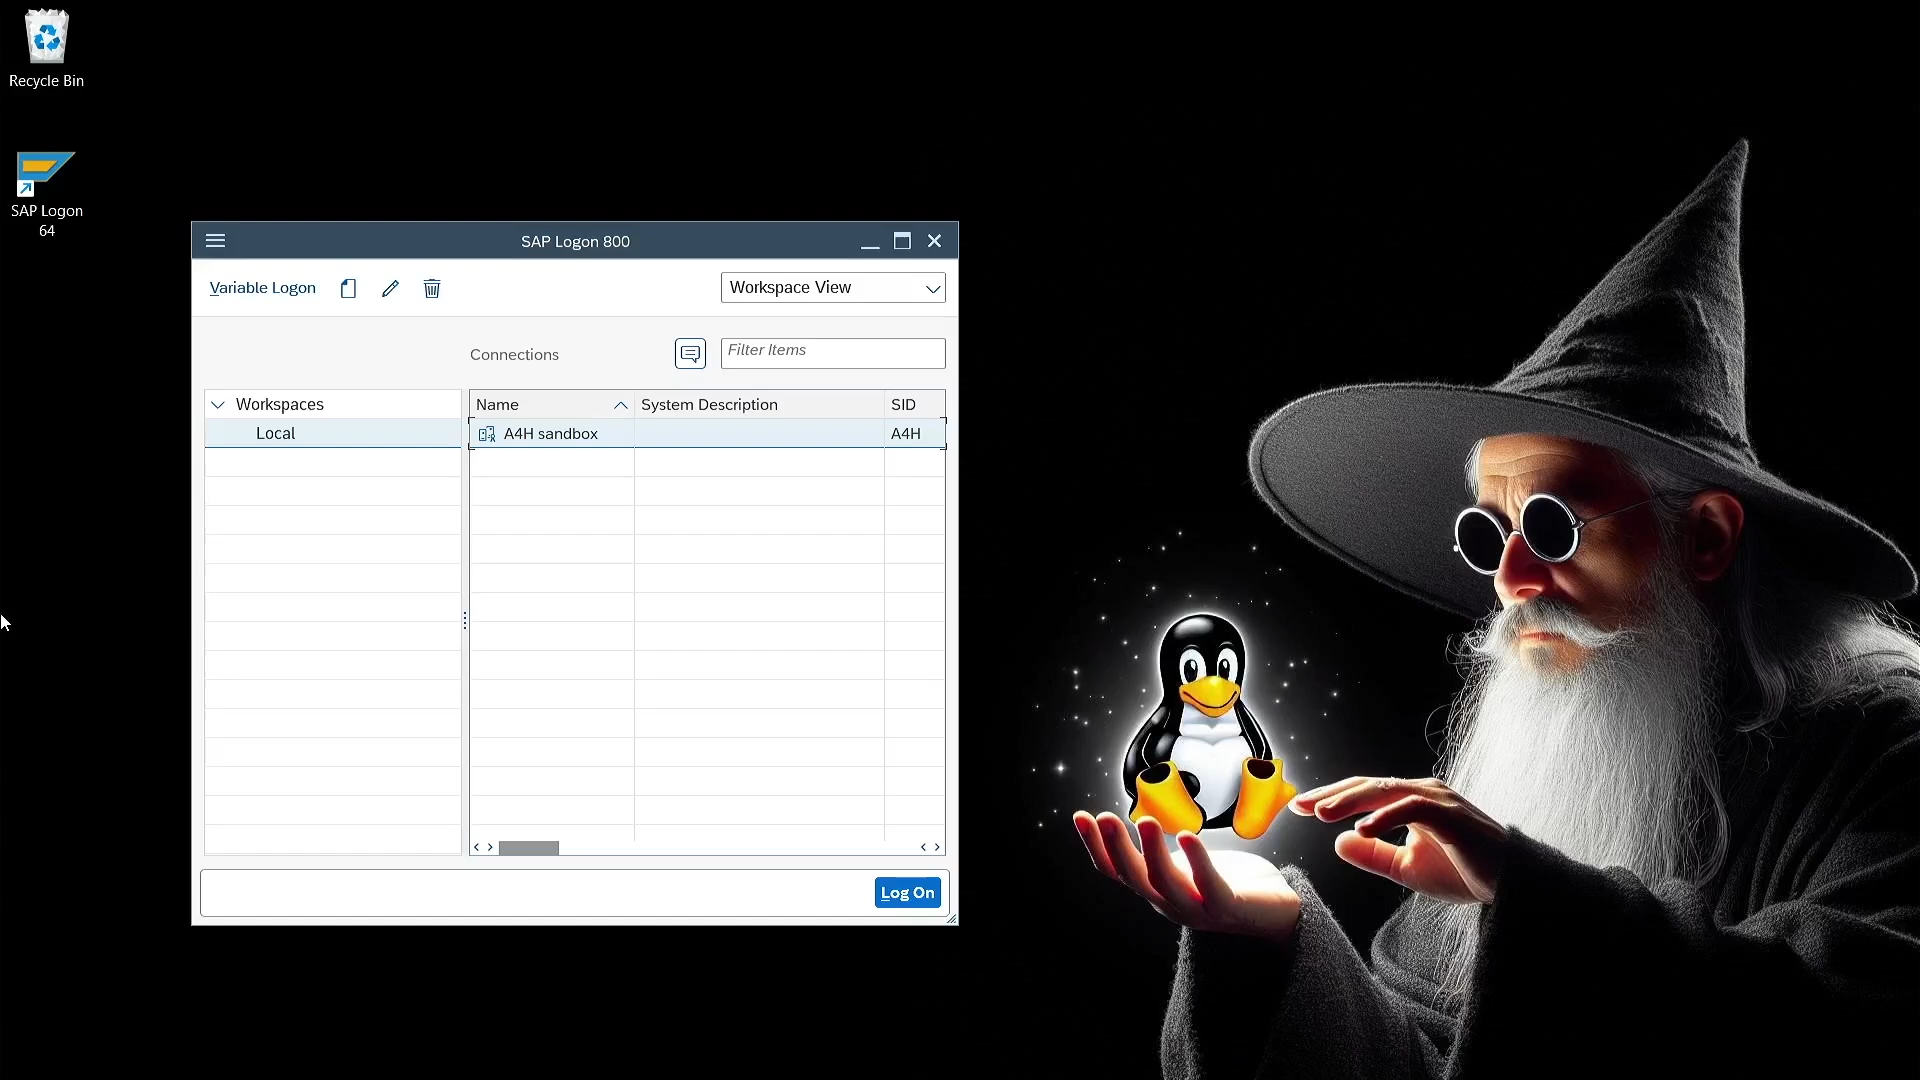 Recycle Bin
SAP Logon
64
SAP Logon 800
Variable Logon
Workspace View
Connections
Filter Items
Workspaces
Name
System Description
SID
Local
A4H sandbox
A4H
Log On